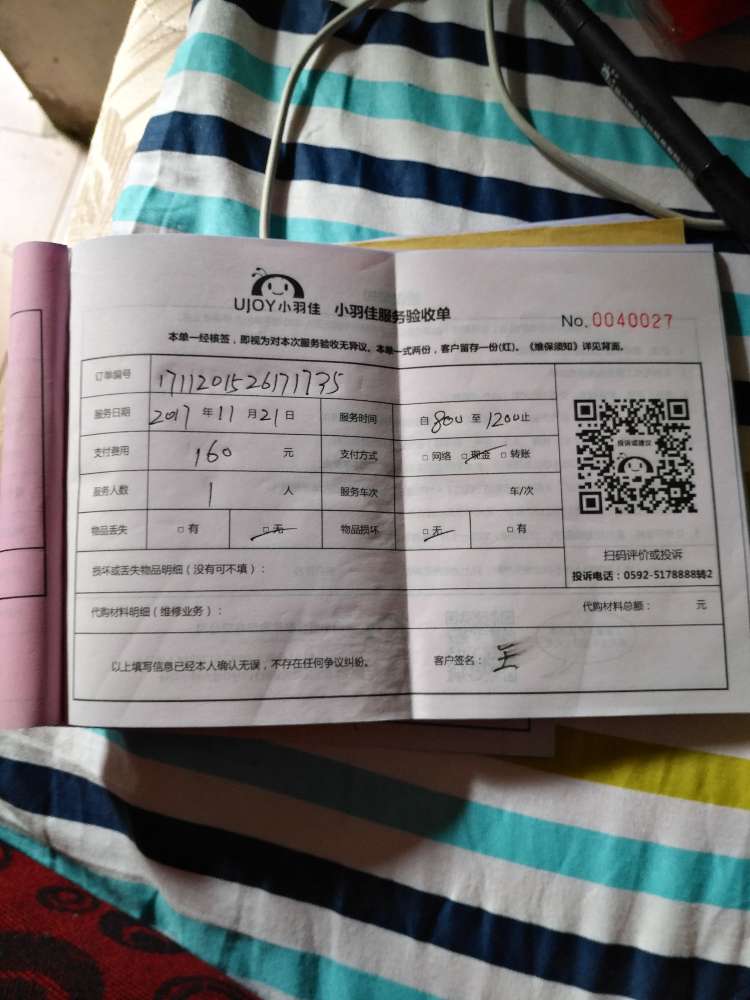 UJOY小羽佳 小羽佳服务验收单
No. 0040027
本单一经核签，即视为对本次服务验收无异议。本单一式两份，客户留存一份(红)。《维保须知》详见背面。
订单编号 1711201526171735
服务日期 2017 年 11 月 21 日 服务时间 自 800 至 1200 止
支付费用 160 元 支付方式 □ 网络 □ 现金 □ 转账
投诉或建议
服务人数 1 人 服务车次 车/次
物品丢失 □ 有 □ 无 物品损坏 □ 无 □ 有
扫码评价或投诉
损坏或丢失物品明细（没有可不填）：
投诉电话：0592-5178888转2
代购材料明细（维修业务）： 代购材料总额： 元
以上填写信息已经本人确认无误，不存在任何争议纠纷。 客户签名： 王